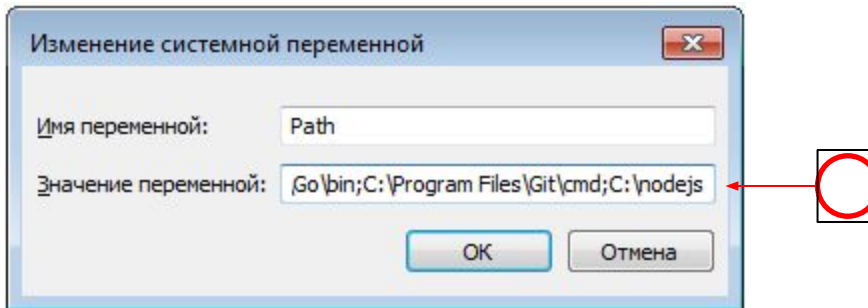 Изменение системной переменной
Имя переменной: Path
Значение переменной: Go\bin;C:\Program Files\Git\cmd;C:\nodejs
OK Отмена